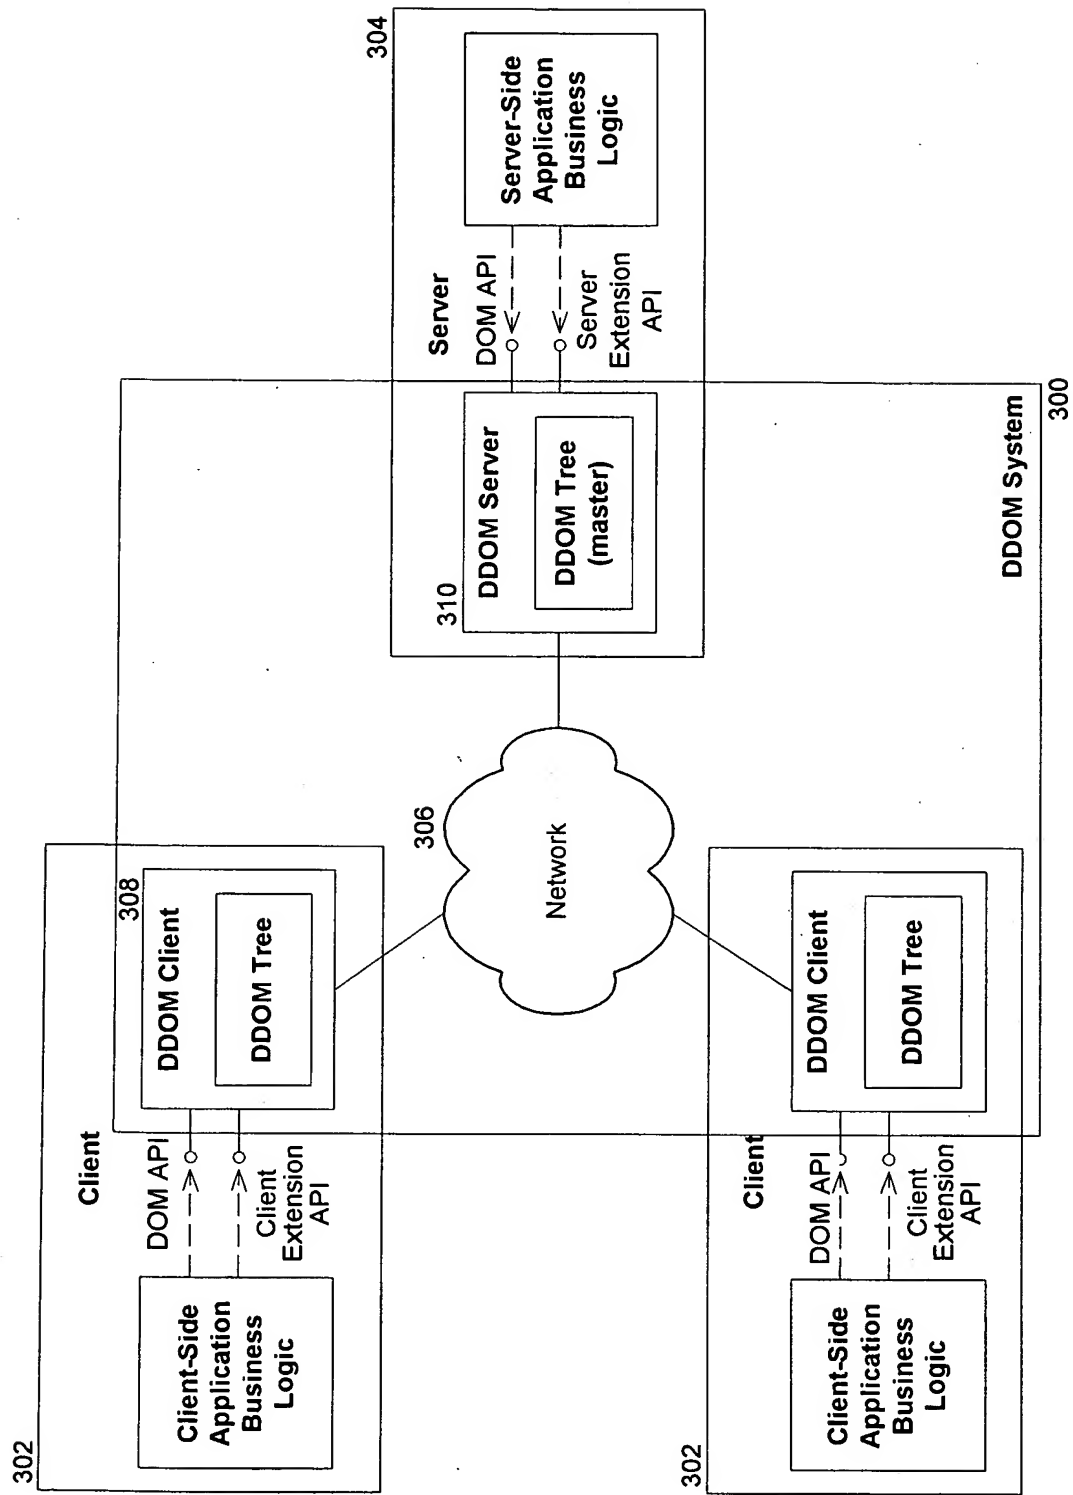 302
Client
Client-Side
Application
Business
Logic
DOM API
Client
Extension
API
308
DDOM Client
DDOM Tree
306
Network
304
Server
310
DDOM Server
DDOM Tree
(master)
DOM API
Server
Extension
API
Server-Side
Application
Business
Logic
302
Client
Client-Side
Application
Business
Logic
DOM API
Client
Extension
API
DDOM Client
DDOM Tree
DDOM System
300